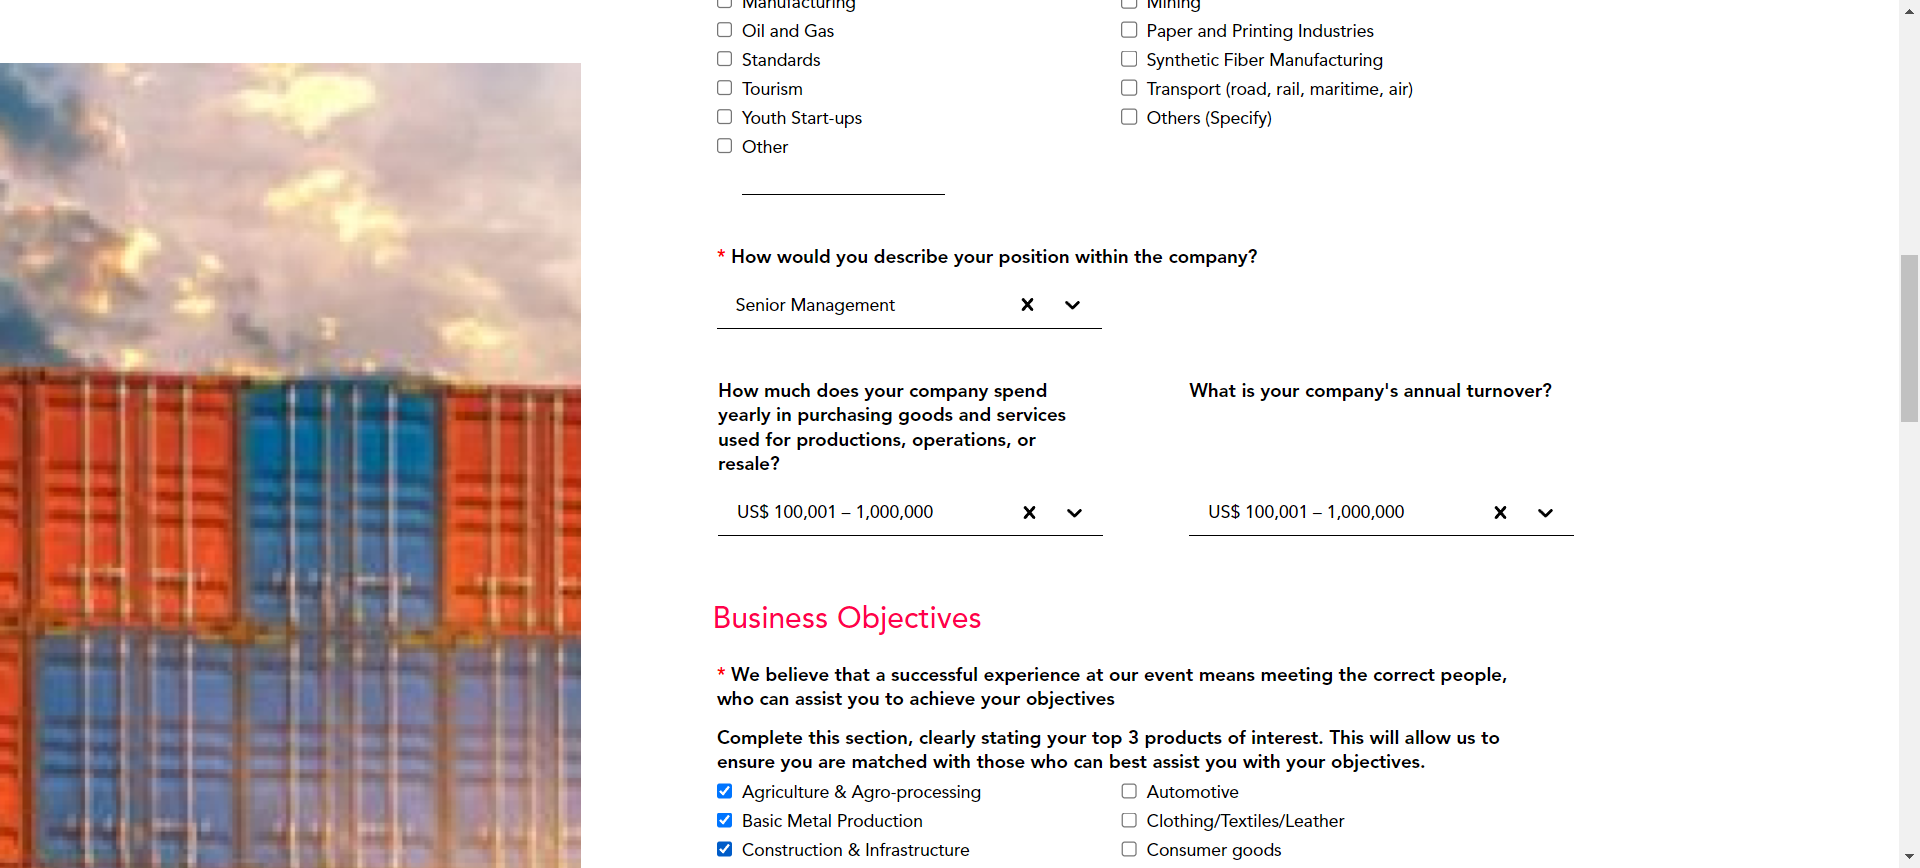 Manufacturing
Mining
Oil and Gas
Paper and Printing Industries
Standards
Synthetic Fiber Manufacturing
Tourism
Transport (road, rail, maritime, air)
Youth Start-ups
Others (Specify)
Other
* How would you describe your position within the company?
Senior Management
How much does your company spend
yearly in purchasing goods and services
used for productions, operations, or
resale?
US$ 100,001 – 1,000,000
What is your company's annual turnover?
US$ 100,001 – 1,000,000
Business Objectives
* We believe that a successful experience at our event means meeting the correct people,
who can assist you to achieve your objectives
Complete this section, clearly stating your top 3 products of interest. This will allow us to
ensure you are matched with those who can best assist you with your objectives.
Agriculture & Agro-processing
Automotive
Basic Metal Production
Clothing/Textiles/Leather
Construction & Infrastructure
Consumer goods